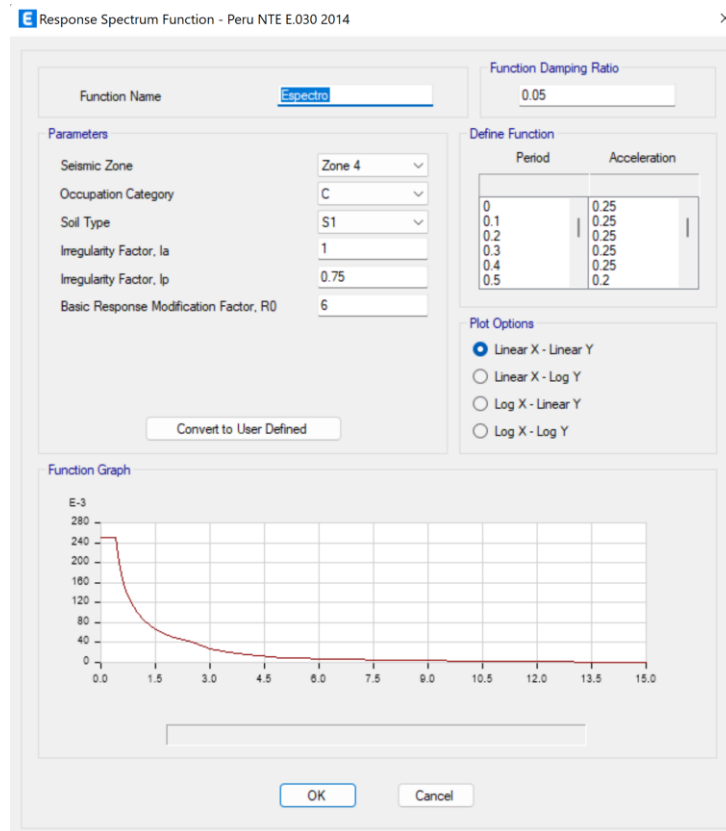 E Response Spectrum Function - Peru NTE E.030 2014
Function Damping Ratio
Function Name
Espectro
0.05
Parameters
Seismic Zone
Zone 4
Occupation Category
C
Soil Type
S1
Irregularity Factor, Ia
1
Irregularity Factor, Ip
0.75
Basic Response Modification Factor, R0
6
Convert to User Defined
Define Function
Period Acceleration
0 0.25
0.1 0.25
0.2 0.25
0.3 0.25
0.4 0.25
0.5 0.2
Plot Options
Linear X - Linear Y
Linear X - Log Y
Log X - Linear Y
Log X - Log Y
Function Graph
E-3
280
240
200
160
120
80
40
0
0.0 1.5 3.0 4.5 6.0 7.5 9.0 10.5 12.0 13.5 15.0
OK Cancel